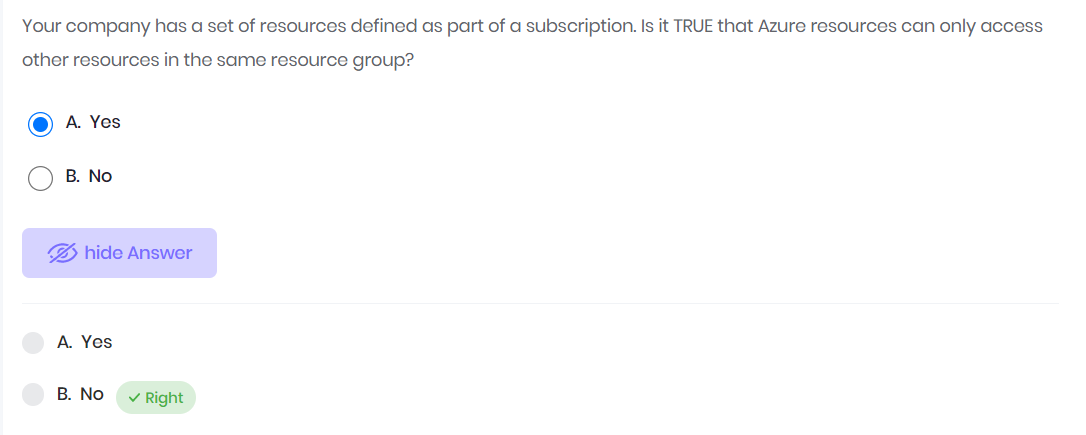 Your company has a set of resources defined as part of a subscription. Is it TRUE that Azure resources can only access
other resources in the same resource group?
A. Yes
B. No
hide Answer
A. Yes
B. No
Right